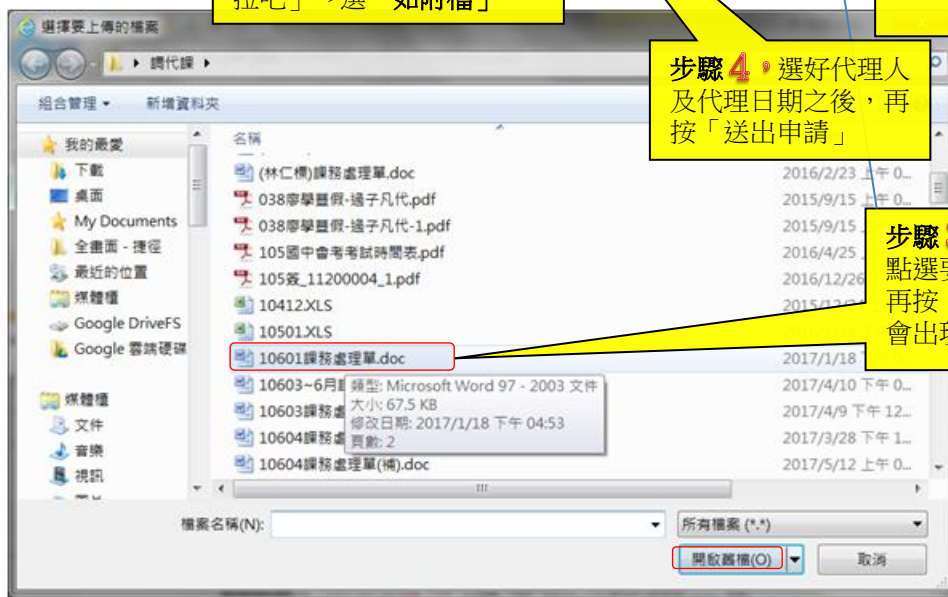 拉吧」，選「如附檔」
選擇要上傳的檔案
調代課
步驟4，選好代理人
及代理日期之後，再
按「送出申請」
組合管理 新增資料夾
我的最愛
下載
桌面
My Documents
全畫面 - 捷徑
最近的位置
媒體櫃
Google DriveFS
Google 雲端硬碟
媒體櫃
文件
音樂
視訊
名稱
(林仁標)課務處理單.doc 2016/2/23 上午 0...
038廖學暨假-遙子凡代.pdf 2015/9/15 上午 0...
038廖學暨假-遙子凡代-1.pdf 2015/9/15
105國中會考考試時間表.pdf 2016/4/25
105簽_11200004_1.pdf 2016/12/26
10412.XLS
10501.XLS
10601課務處理單.doc 2017/1/18
10603~6月 2017/4/10 下午 0...
10603課務 2017/4/9 下午 12...
10604課務 2017/3/28 下午 1...
10604課務處理單(補).doc 2017/5/12 上午 0...
類型: Microsoft Word 97 - 2003 文件
大小: 67.5 KB
修改日期: 2017/1/18 下午 04:53
頁數: 2
步驟
點選要
再按
會出現
檔案名稱(N): 所有檔案 (*.*)
開啟舊檔(O) 取消